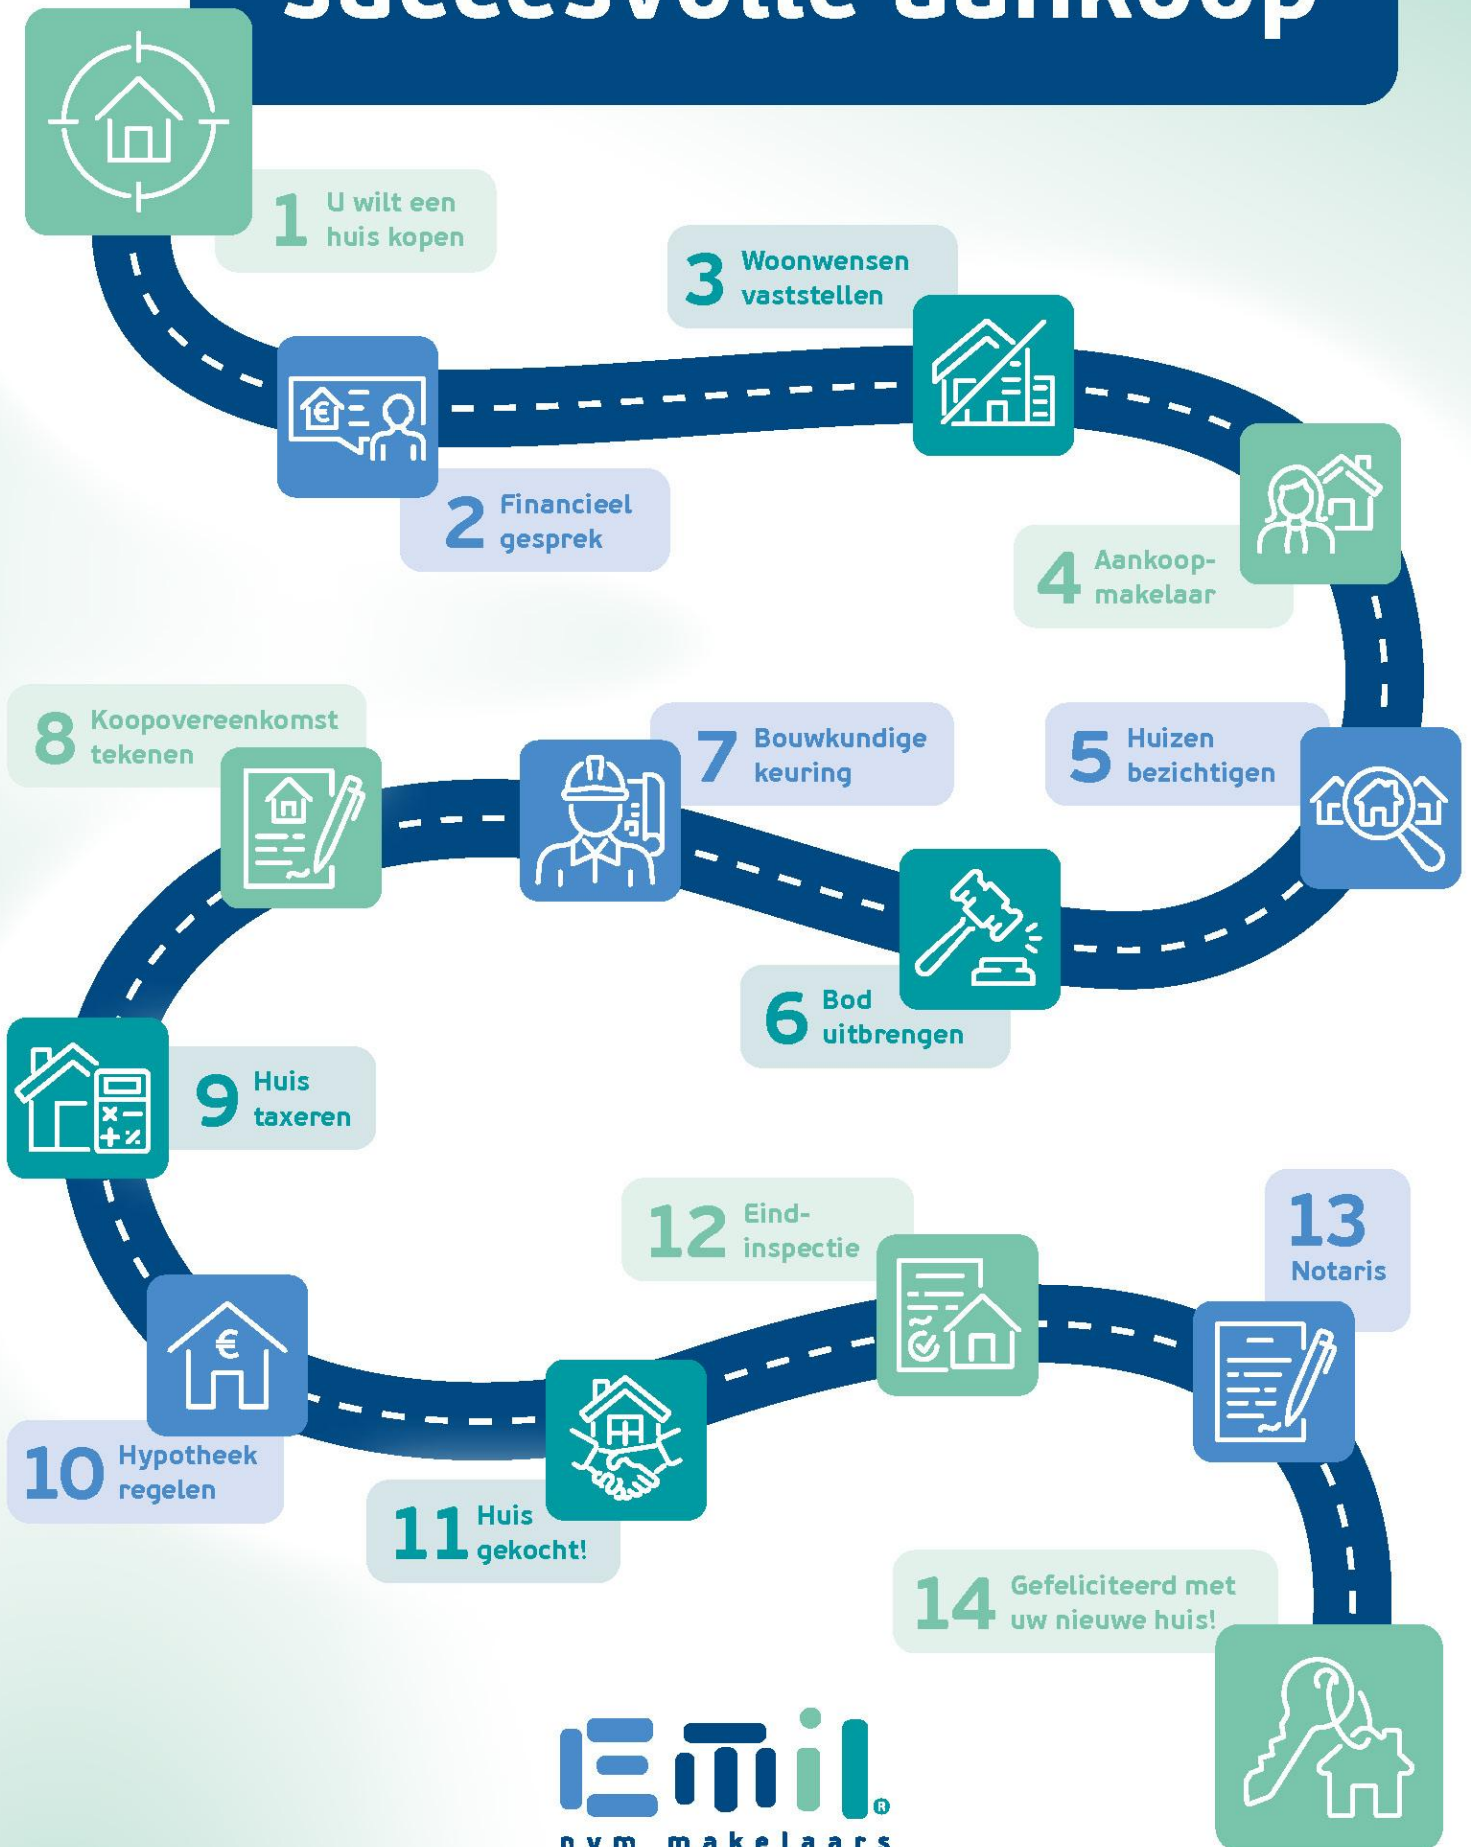 succesvolle aankoop
1 U wilt een
huis kopen
2 Financieel
gesprek
3 Woonwensen
vaststellen
4 Aankoop-
makelaar
5 Huizen
bezichtigen
6 Bod
uitbrengen
7 Bouwkundige
keuring
8 Koopovereenkomst
tekenen
9 Huis
taxeren
10 Hypotheek
regelen
11 Huis
gekocht!
12 Eind-
inspectie
13
Notaris
14 Gefeliciteerd met
uw nieuwe huis!
Emil®
nvm makelaars